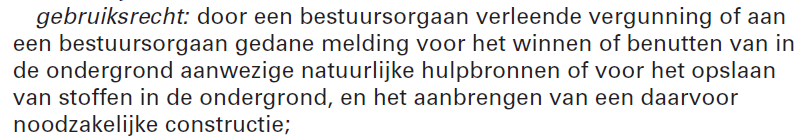 gebruiksrecht: door een bestuursorgaan verleende vergunning of aan
een bestuursorgaan gedane melding voor het winnen of benutten van in
de ondergrond aanwezige natuurlijke hulpbronnen of voor het opslaan
van stoffen in de ondergrond, en het aanbrengen van een daarvoor
noodzakelijke constructie;